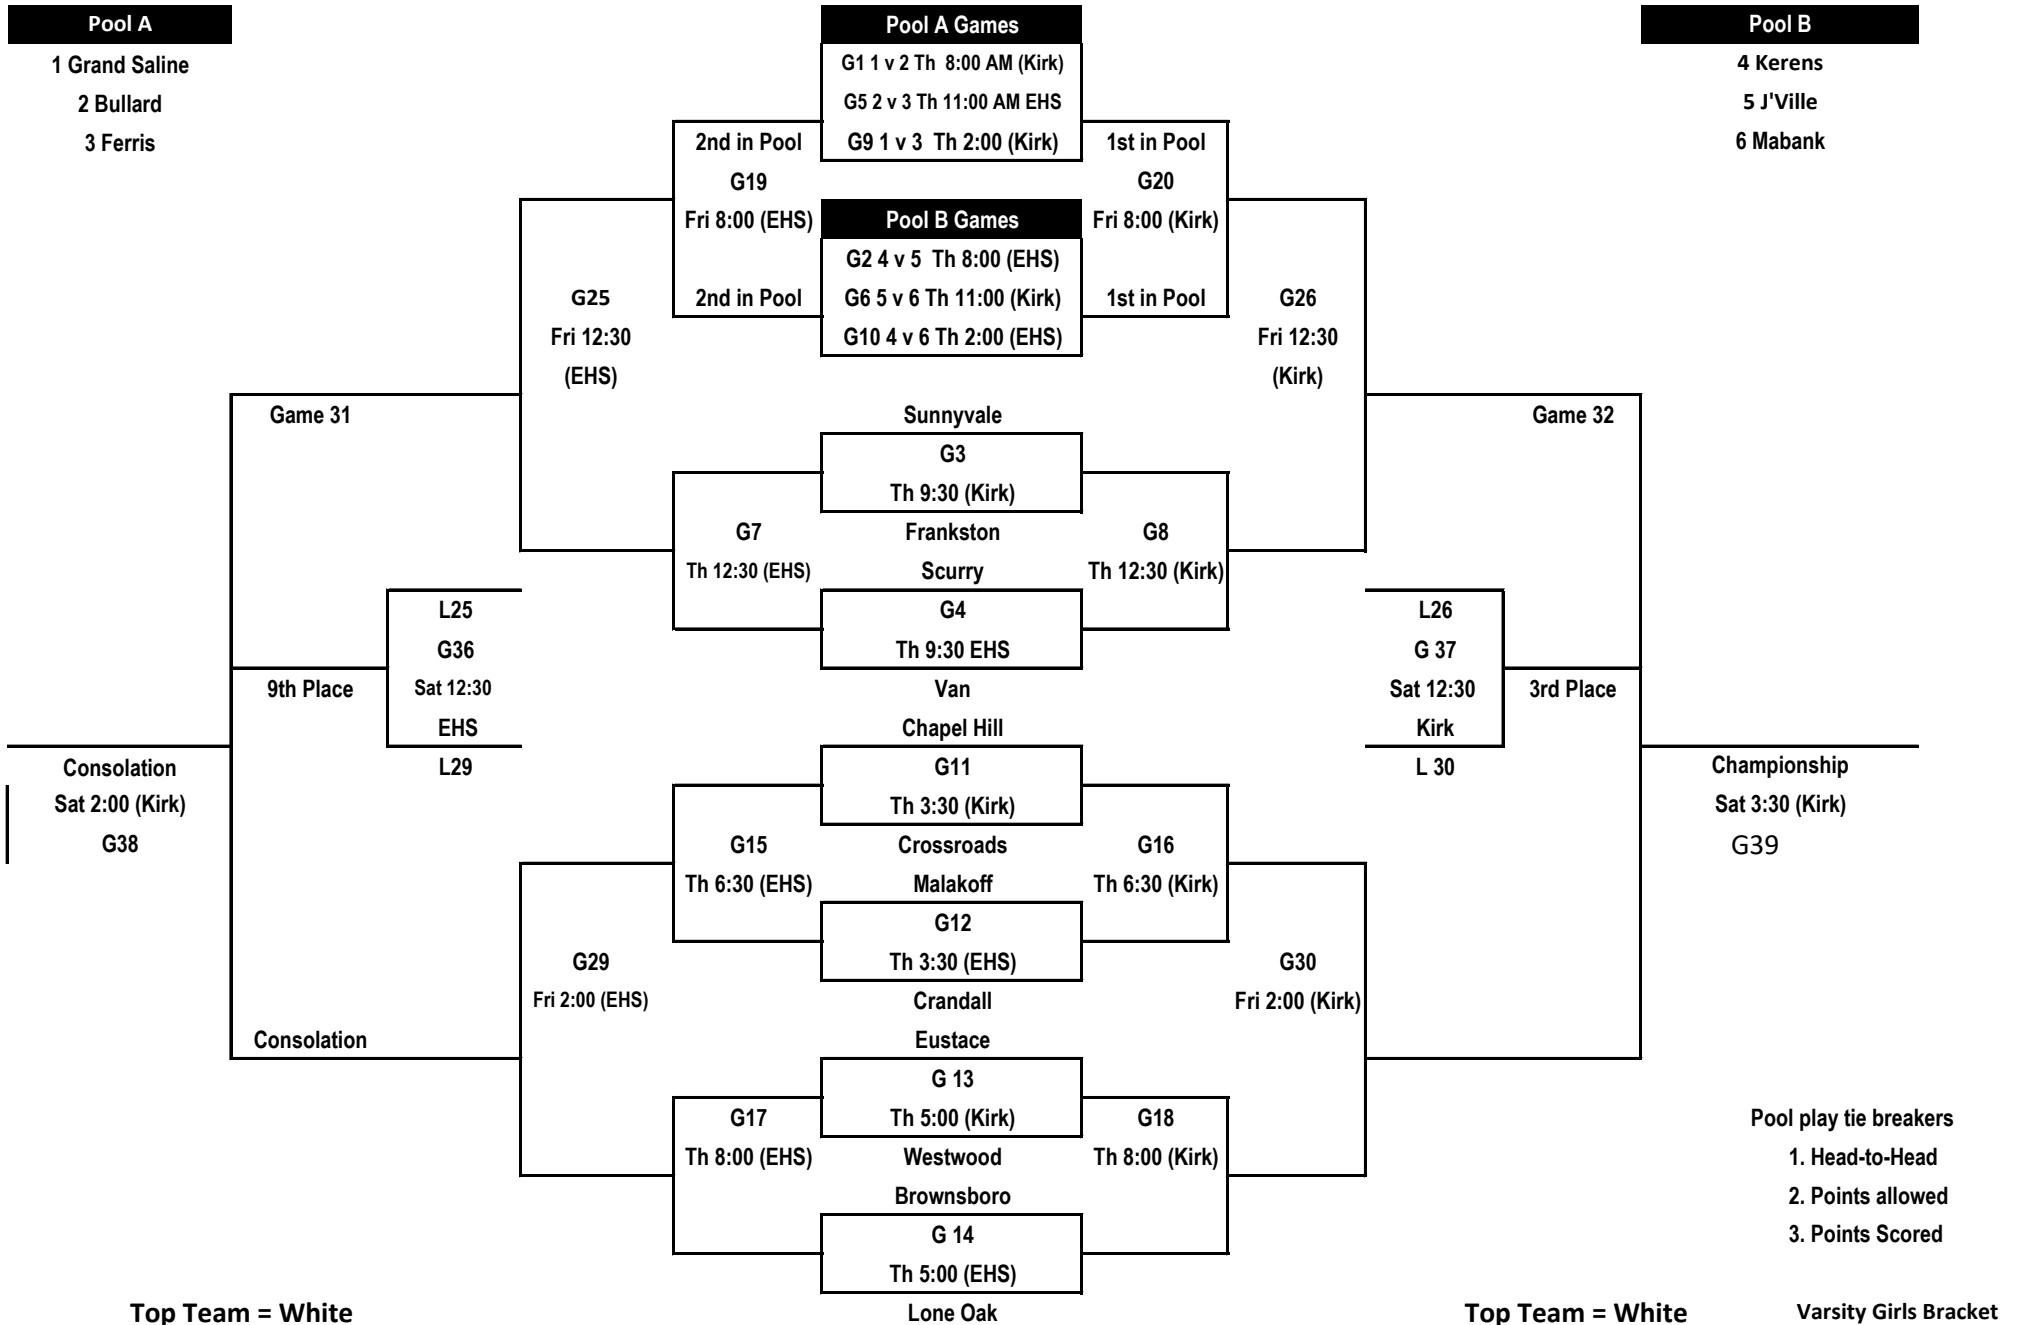 Pool A
1 Grand Saline
2 Bullard
3 Ferris
Pool A Games
G1 1 v 2 Th 8:00 AM (Kirk)
G5 2 v 3 Th 11:00 AM EHS
G9 1 v 3 Th 2:00 (Kirk)
Pool B
4 Kerens
5 J'Ville
6 Mabank
2nd in Pool
G19
Fri 8:00 (EHS)
2nd in Pool
1st in Pool
G20
Fri 8:00 (Kirk)
1st in Pool
Pool B Games
G2 4 v 5 Th 8:00 (EHS)
G6 5 v 6 Th 11:00 (Kirk)
G10 4 v 6 Th 2:00 (EHS)
G25
Fri 12:30
(EHS)
G26
Fri 12:30
(Kirk)
Game 31
Game 32
Sunnyvale
G3
Th 9:30 (Kirk)
Frankston
G7
Th 12:30 (EHS)
G8
Th 12:30 (Kirk)
Scurry
G4
Th 9:30 EHS
Van
L25
G36
Sat 12:30
EHS
L29
9th Place
L26
G 37
Sat 12:30
Kirk
L 30
3rd Place
Consolation
Sat 2:00 (Kirk)
G38
Championship
Sat 3:30 (Kirk)
G39
Chapel Hill
G11
Th 3:30 (Kirk)
Crossroads
G15
Th 6:30 (EHS)
G16
Th 6:30 (Kirk)
Malakoff
G12
Th 3:30 (EHS)
Crandall
G29
Fri 2:00 (EHS)
G30
Fri 2:00 (Kirk)
Consolation
Eustace
G 13
Th 5:00 (Kirk)
Westwood
G17
Th 8:00 (EHS)
G18
Th 8:00 (Kirk)
Brownsboro
G 14
Th 5:00 (EHS)
Lone Oak
Pool play tie breakers
1. Head-to-Head
2. Points allowed
3. Points Scored
Top Team = White
Top Team = White
Varsity Girls Bracket